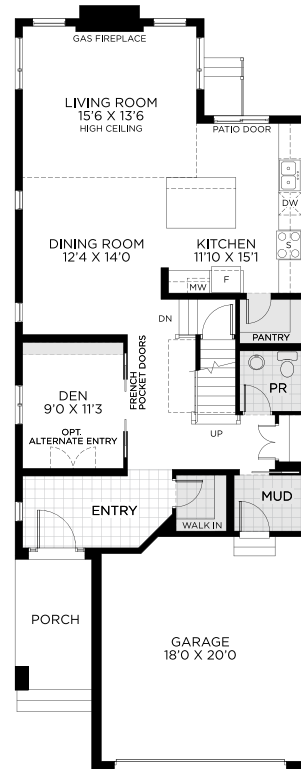 GAS FIREPLACE
LIVING ROOM
15'6 X 13'6
HIGH CEILING
PATIO DOOR
DW
DINING ROOM
12'4 X 14'0
KITCHEN
11'10 X 15'1
S
F
MW
DN
PANTRY
FRENCH
POCKET DOORS
DEN
9'0 X 11'3
OPT.
ALTERNATE ENTRY
PR
UP
ENTRY
WALK IN
MUD
PORCH
GARAGE
18'0 X 20'0